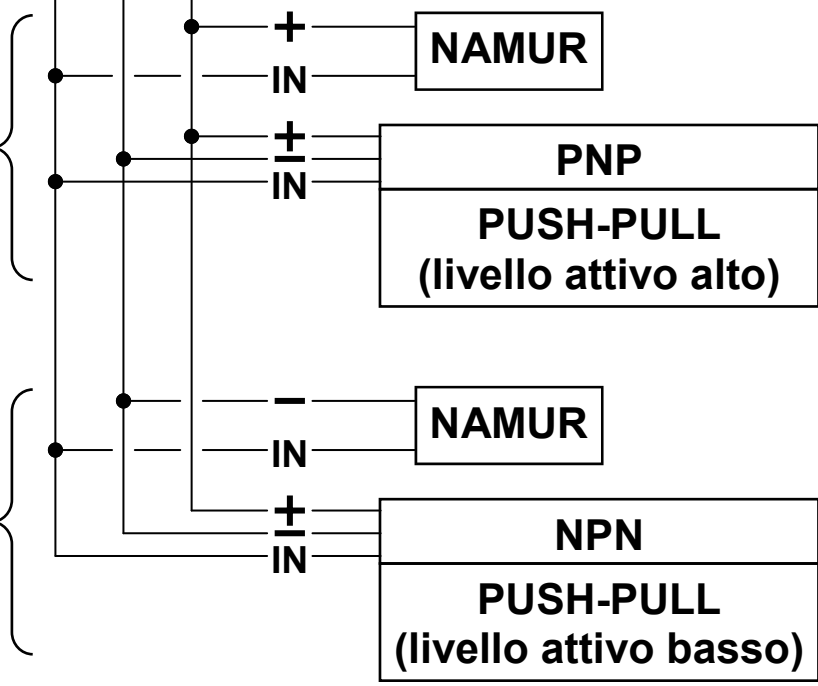 + NAMUR
IN
+
− PNP
IN
PUSH-PULL
(livello attivo alto)
− NAMUR
IN
+
− NPN
IN
PUSH-PULL
(livello attivo basso)